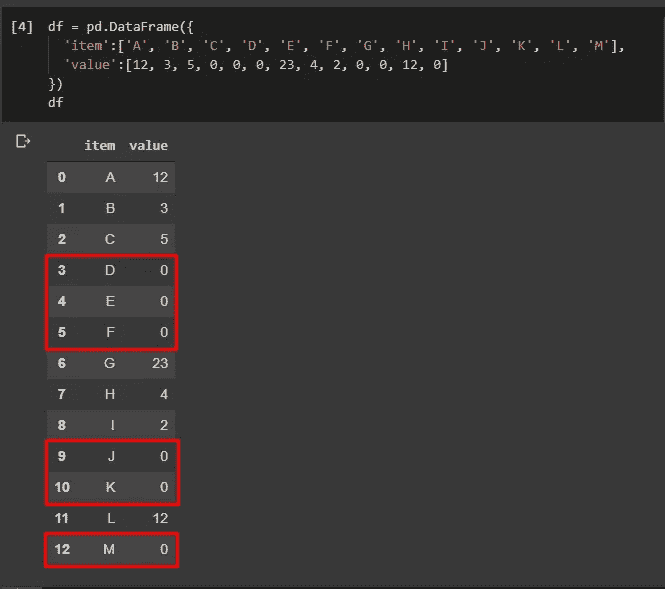 [4] df = pd.DataFrame({
'item':['A', 'B', 'C', 'D', 'E', 'F', 'G', 'H', 'I', 'J', 'K', 'L', 'M'],
'value':[12, 3, 5, 0, 0, 0, 23, 4, 2, 0, 0, 12, 0]
})
df
item value
0 A 12
1 B 3
2 C 5
3 D 0
4 E 0
5 F 0
6 G 23
7 H 4
8 I 2
9 J 0
10 K 0
11 L 12
12 M 0